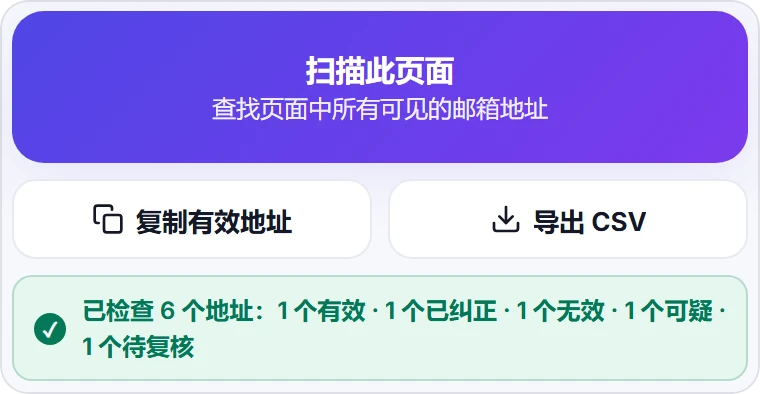 扫描此页面
查找页面中所有可见的邮箱地址
复制有效地址
导出 CSV
已检查 6 个地址：1 个有效 · 1 个已纠正 · 1 个无效 · 1 个可疑 ·
1 个待复核